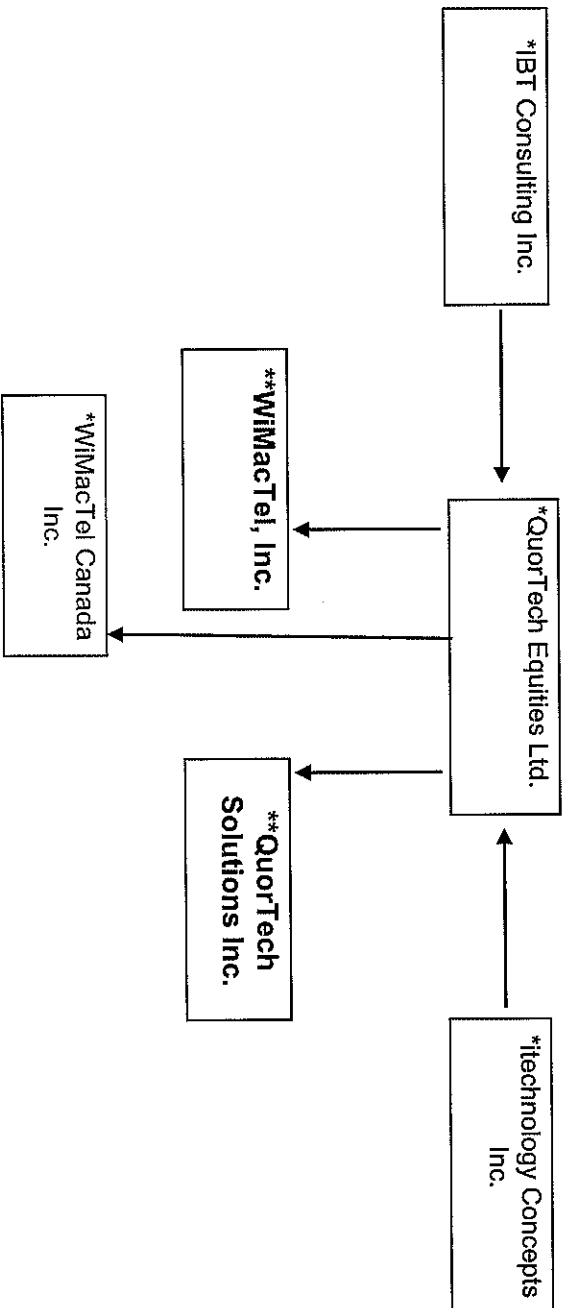 *IBT Consulting Inc.
*QuorTech Equities Ltd.
*itechnology Concepts
Inc.
**WiMacTel, Inc.
**QuorTech
Solutions Inc.
*WiMacTel Canada
Inc.